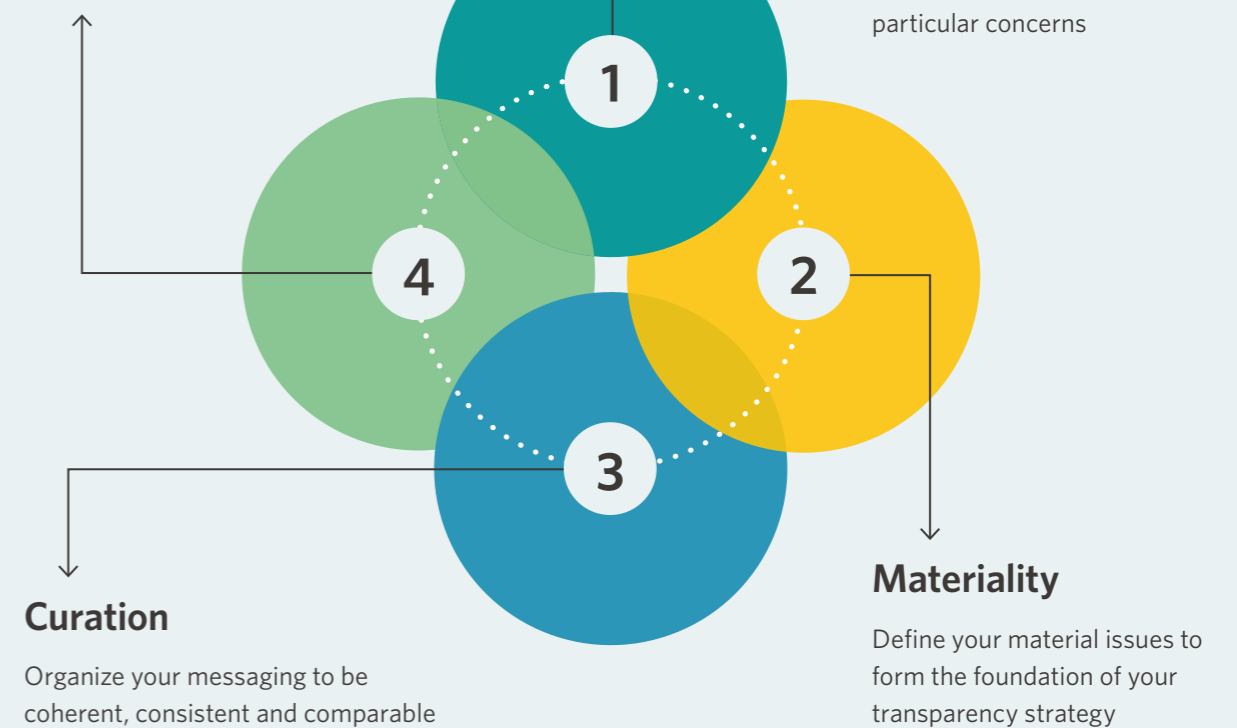 particular concerns
1
4
2
3
Curation
Organize your messaging to be
coherent, consistent and comparable
Materiality
Define your material issues to
form the foundation of your
transparency strategy